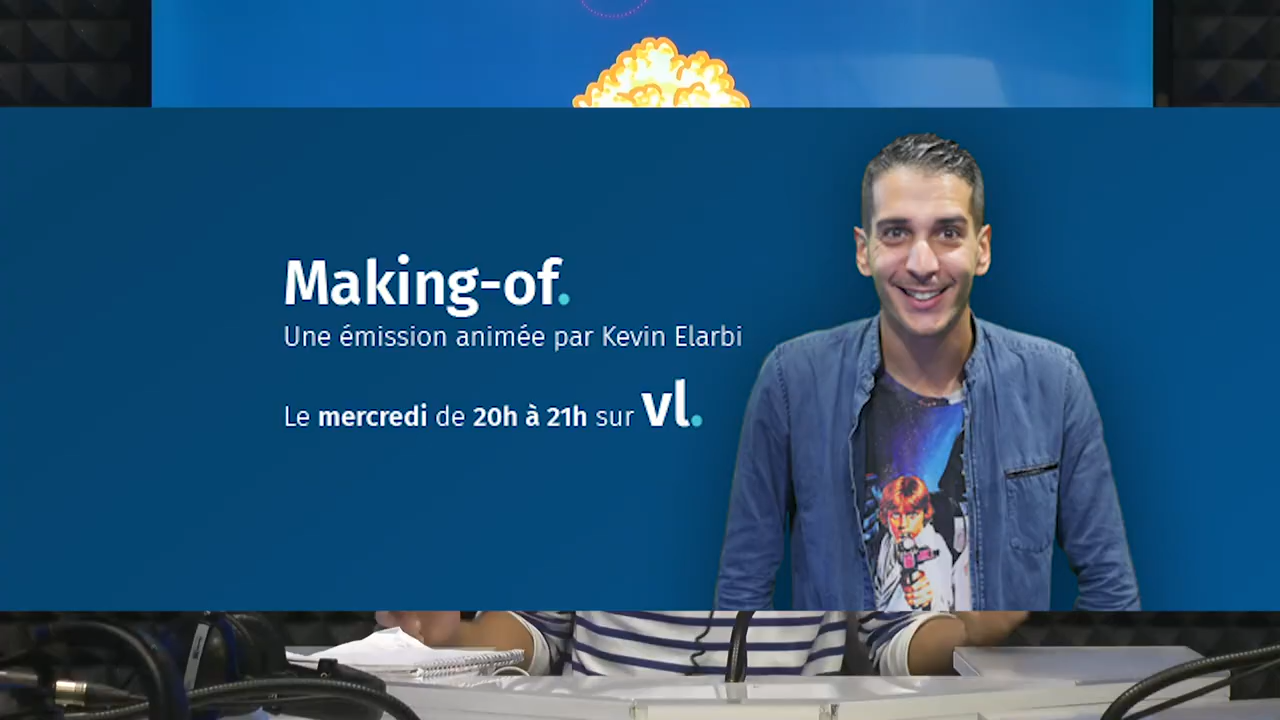 Making-of.
Une émission animée par Kevin Elarbi
Le mercredi de 20h à 21h sur vl.